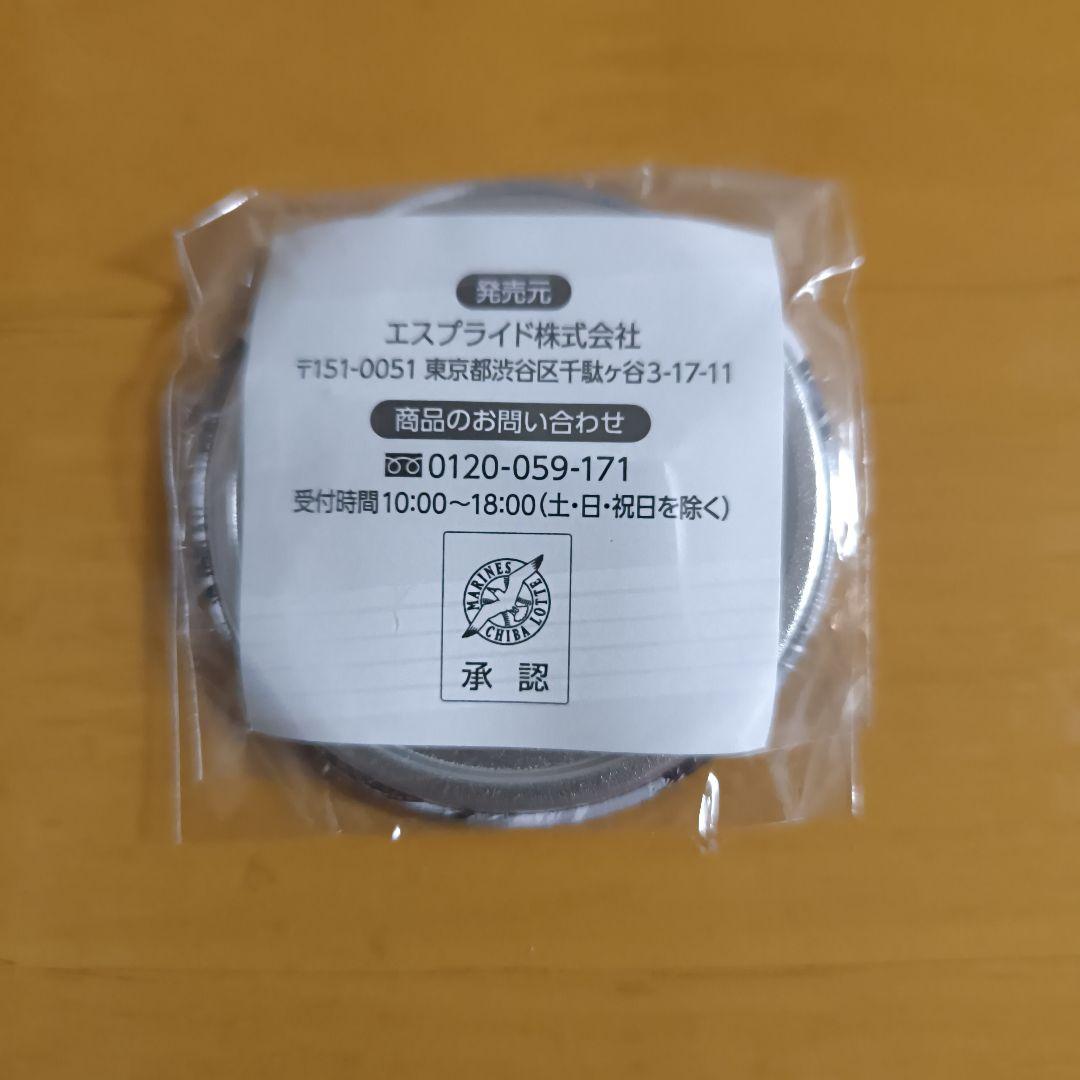 発売元
エスプライド株式会社
〒151-0051 東京都渋谷区千駄ヶ谷3-17-11
商品のお問い合わせ
0120-059-171
受付時間10:00〜18:00(土・日・祝日を除く)
MARINES
CHIBA LOTTE
承認